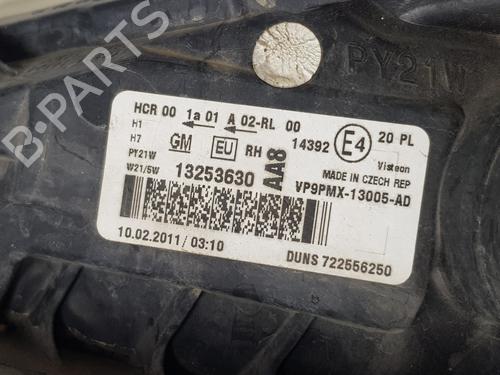 PY21W
HCR 00 1a 01 A 02-RL 00
H1
H7
PY21W
W21/5W
GM
EU
RH
AA8
14392
E4
20 PL
Visteon
MADE IN CZECH REP
13253630
VP9PMX-13005-AD
10.02.2011 / 03:10
DUNS 722556250
B-PARTS